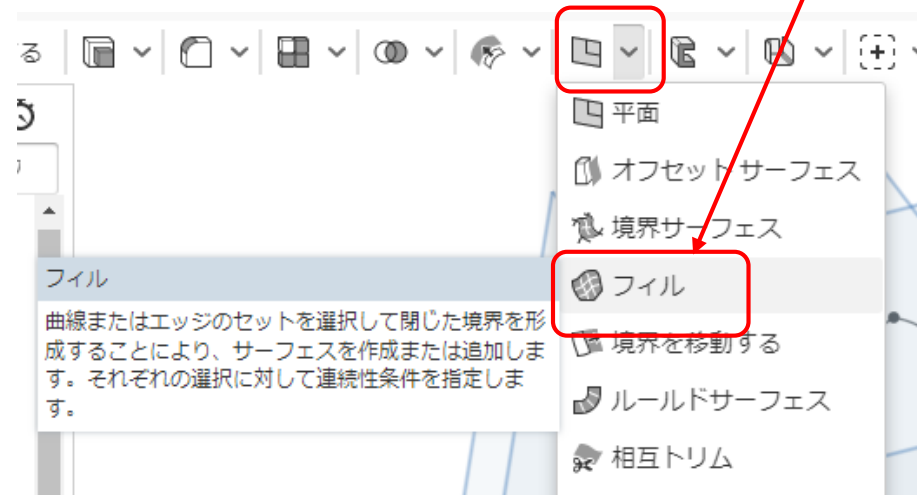 る
平面
オフセット サーフェス
境界サーフェス
フィル
境界を移動する
ルールドサーフェス
相互トリム
フィル
曲線またはエッジのセットを選択して閉じた境界を形
成することにより、サーフェスを作成または追加しま
す。それぞれの選択に対して連続性条件を指定しま
す。